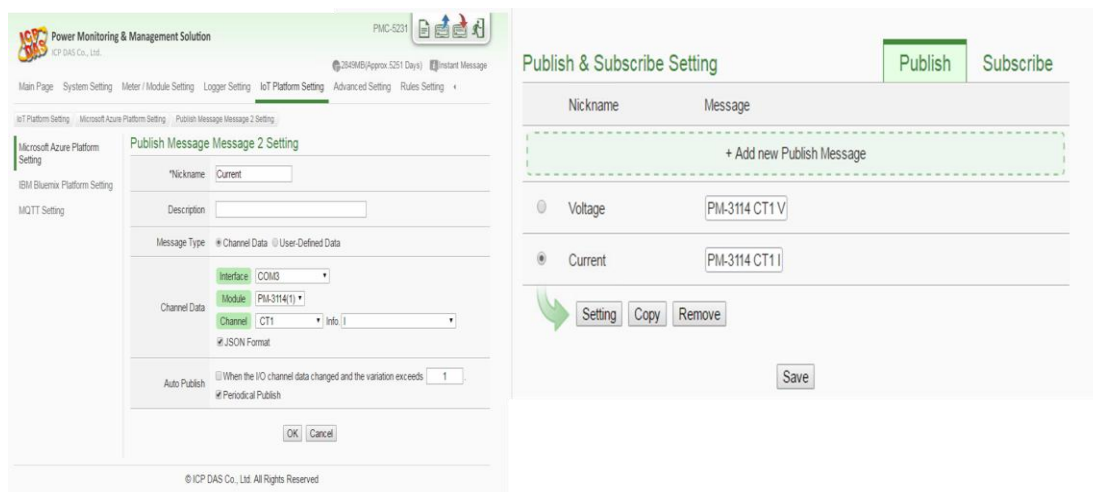 ICP DAS
Power Monitoring & Management Solution
ICP DAS Co., Ltd.
PMC-5231
2849MB(Approx.5251 Days) Instant Message
Main Page System Setting Meter / Module Setting Logger Setting IoT Platform Setting Advanced Setting Rules Setting
IoT Platform Setting Microsoft Azure Platform Setting Publish Message Message 2 Setting
Microsoft Azure Platform Setting
IBM Bluemix Platform Setting
MQTT Setting
Publish Message Message 2 Setting
*Nickname Current
Description
Message Type Channel Data User-Defined Data
Channel Data
Interface COM3
Module PM-3114(1)
Channel CT1 Info. I
JSON Format
Auto Publish
When the I/O channel data changed and the variation exceeds 1 .
Periodical Publish
OK Cancel
© ICP DAS Co., Ltd. All Rights Reserved
Publish & Subscribe Setting Publish Subscribe
Nickname Message
+ Add new Publish Message
Voltage PM-3114 CT1 V
Current PM-3114 CT1 I
Setting Copy Remove
Save